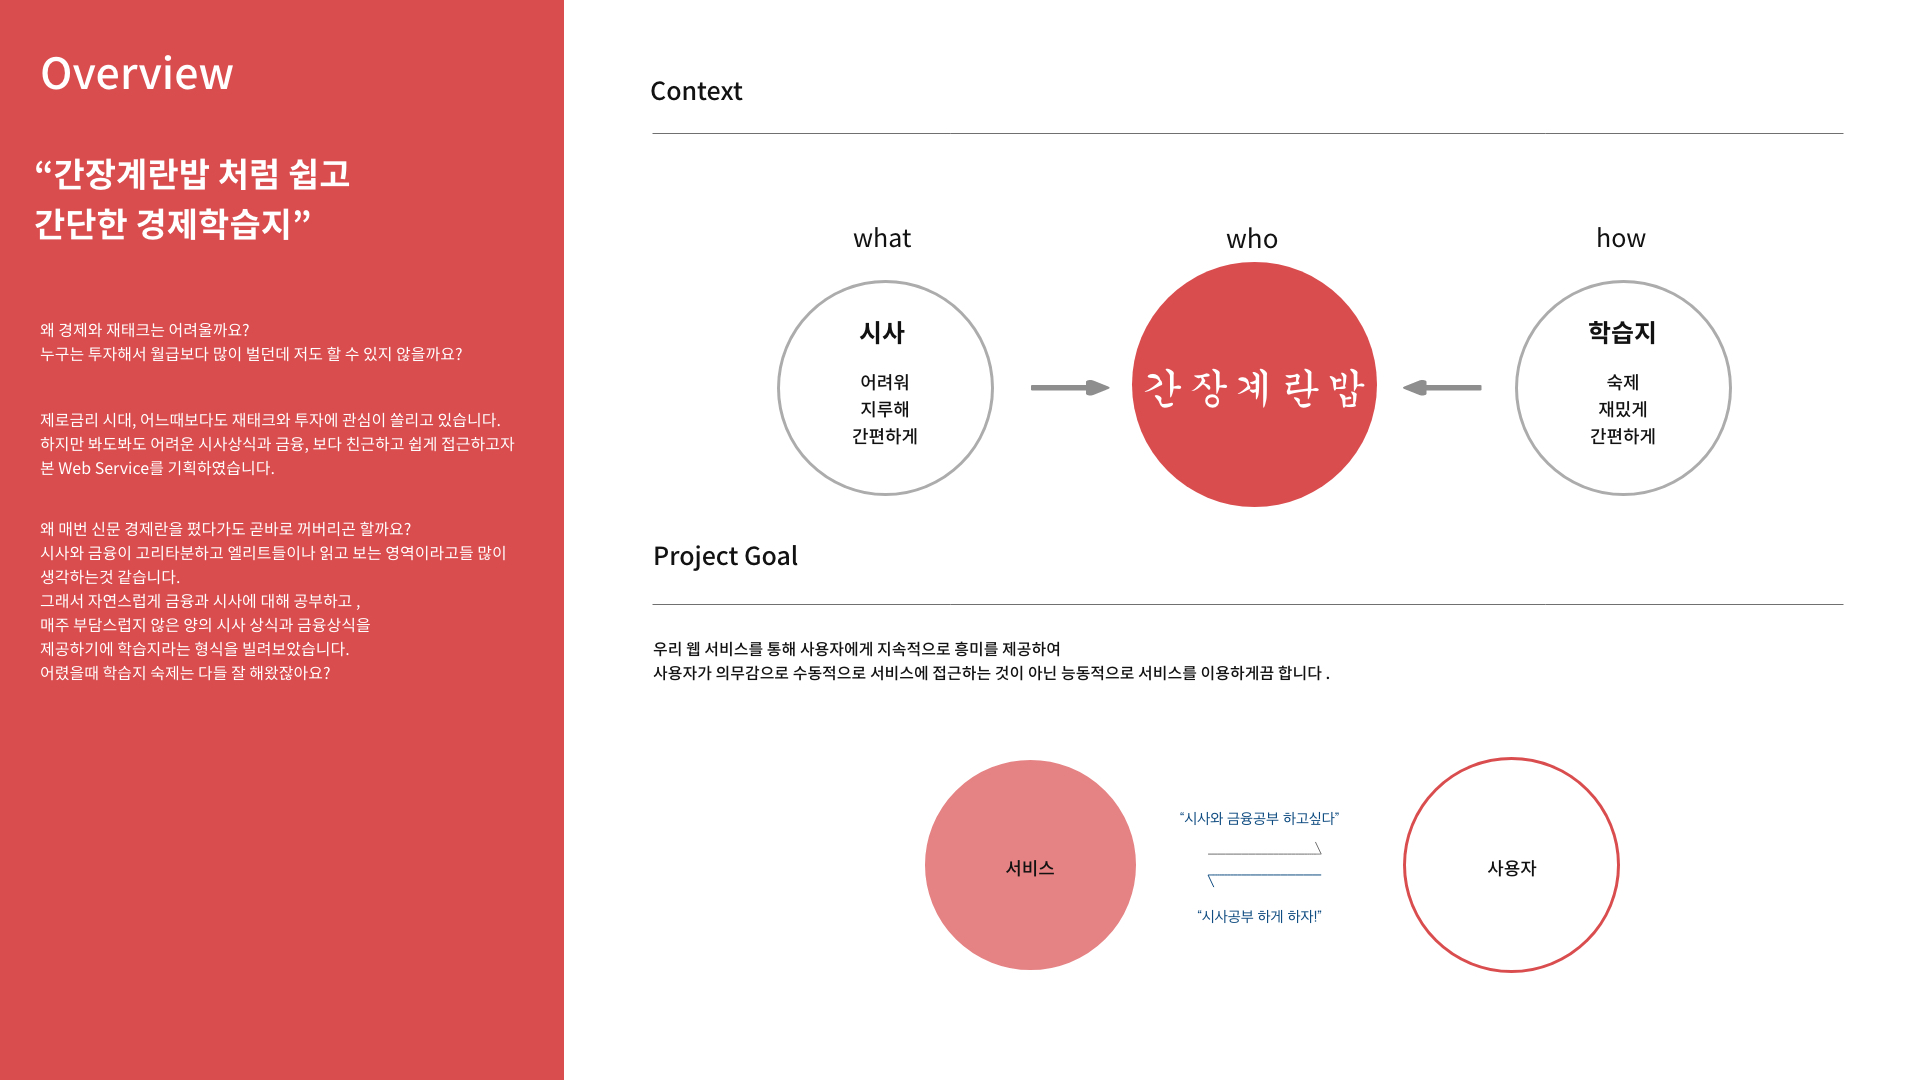 Overview
“간장계란밥 처럼 쉽고
간단한 경제학습지”
왜 경제와 재태크는 어려울까요?
누구는 투자해서 월급보다 많이 벌던데 저도 할 수 있지 않을까요?
제로금리 시대, 어느때보다도 재태크와 투자에 관심이 쏠리고 있습니다.
하지만 봐도봐도 어려운 시사상식과 금융, 보다 친근하고 쉽게 접근하고자
본 Web Service를 기획하였습니다.
왜 매번 신문 경제란을 폈다가도 곧바로 꺼버리곤 할까요?
시사와 금융이 고리타분하고 엘리트들이나 읽고 보는 영역이라고들 많이
생각하는것 같습니다.
그래서 자연스럽게 금융과 시사에 대해 공부하고 ,
매주 부담스럽지 않은 양의 시사 상식과 금융상식을
제공하기에 학습지라는 형식을 빌려보았습니다.
어렸을때 학습지 숙제는 다들 잘 해왔잖아요?
Context
what
시사
어려워
지루해
간편하게
who
간장계란밥
how
학습지
숙제
재밌게
간편하게
Project Goal
우리 웹 서비스를 통해 사용자에게 지속적으로 흥미를 제공하여
사용자가 의무감으로 수동적으로 서비스에 접근하는 것이 아닌 능동적으로 서비스를 이용하게끔 합니다 .
서비스
“시사와 금융공부 하고싶다”
“시사공부 하게 하자!”
사용자